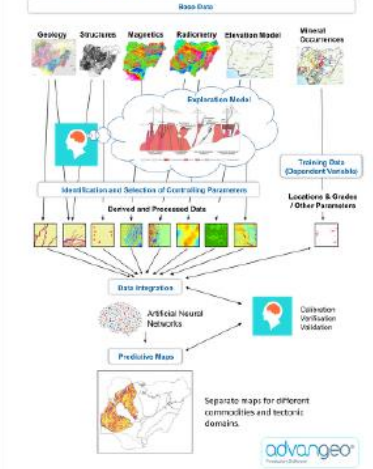 Base Data
Geology Structures Magnetics Radiometry Elevation Model Mineral
Occurrences
Exploration Model
Training Data
(Dependent Variable)
Identification and Selection of Controlling Parameters
Locations & Grades
/ Other Parameters
Derived and Processed Data
Data Integration
Artificial Neural
Networks
Calibration
Verification
Validation
Predictive Maps
Separate maps for different
commodities and tectonic
domains.
advangeo®
Prediction Software